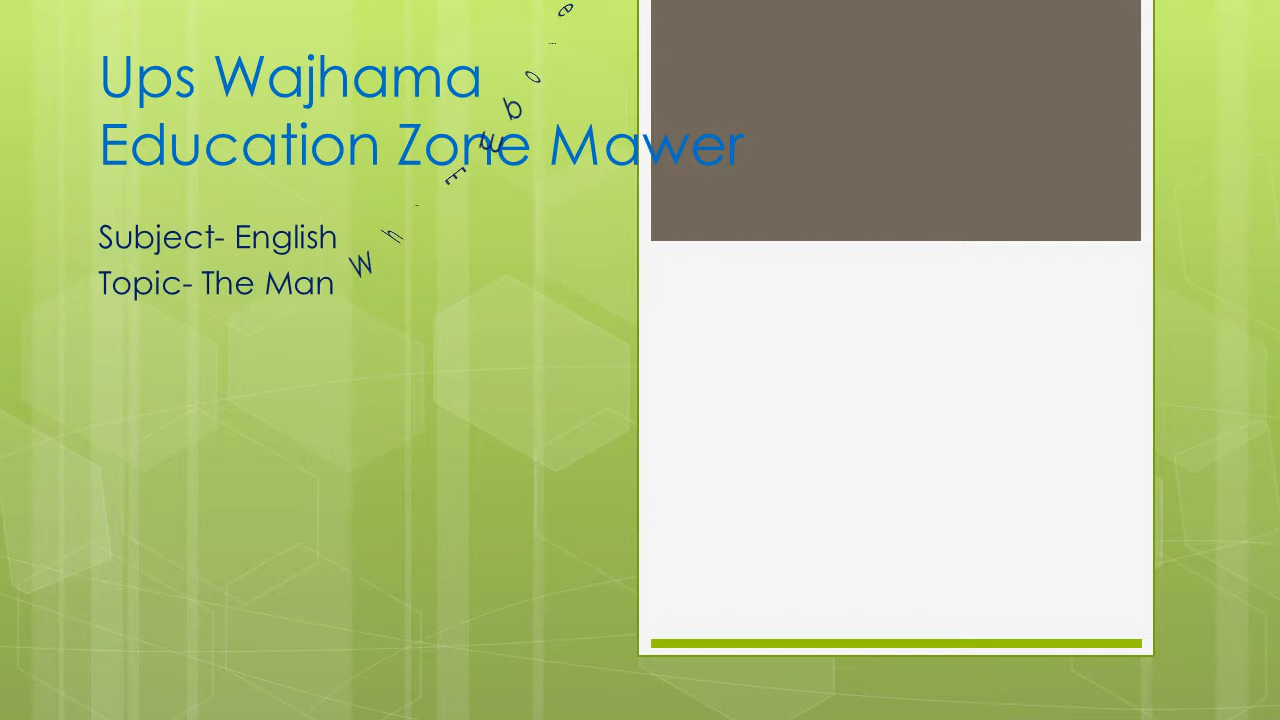 Ups Wajhama
Education Zone Mawer
Subject- English
Topic- The Man